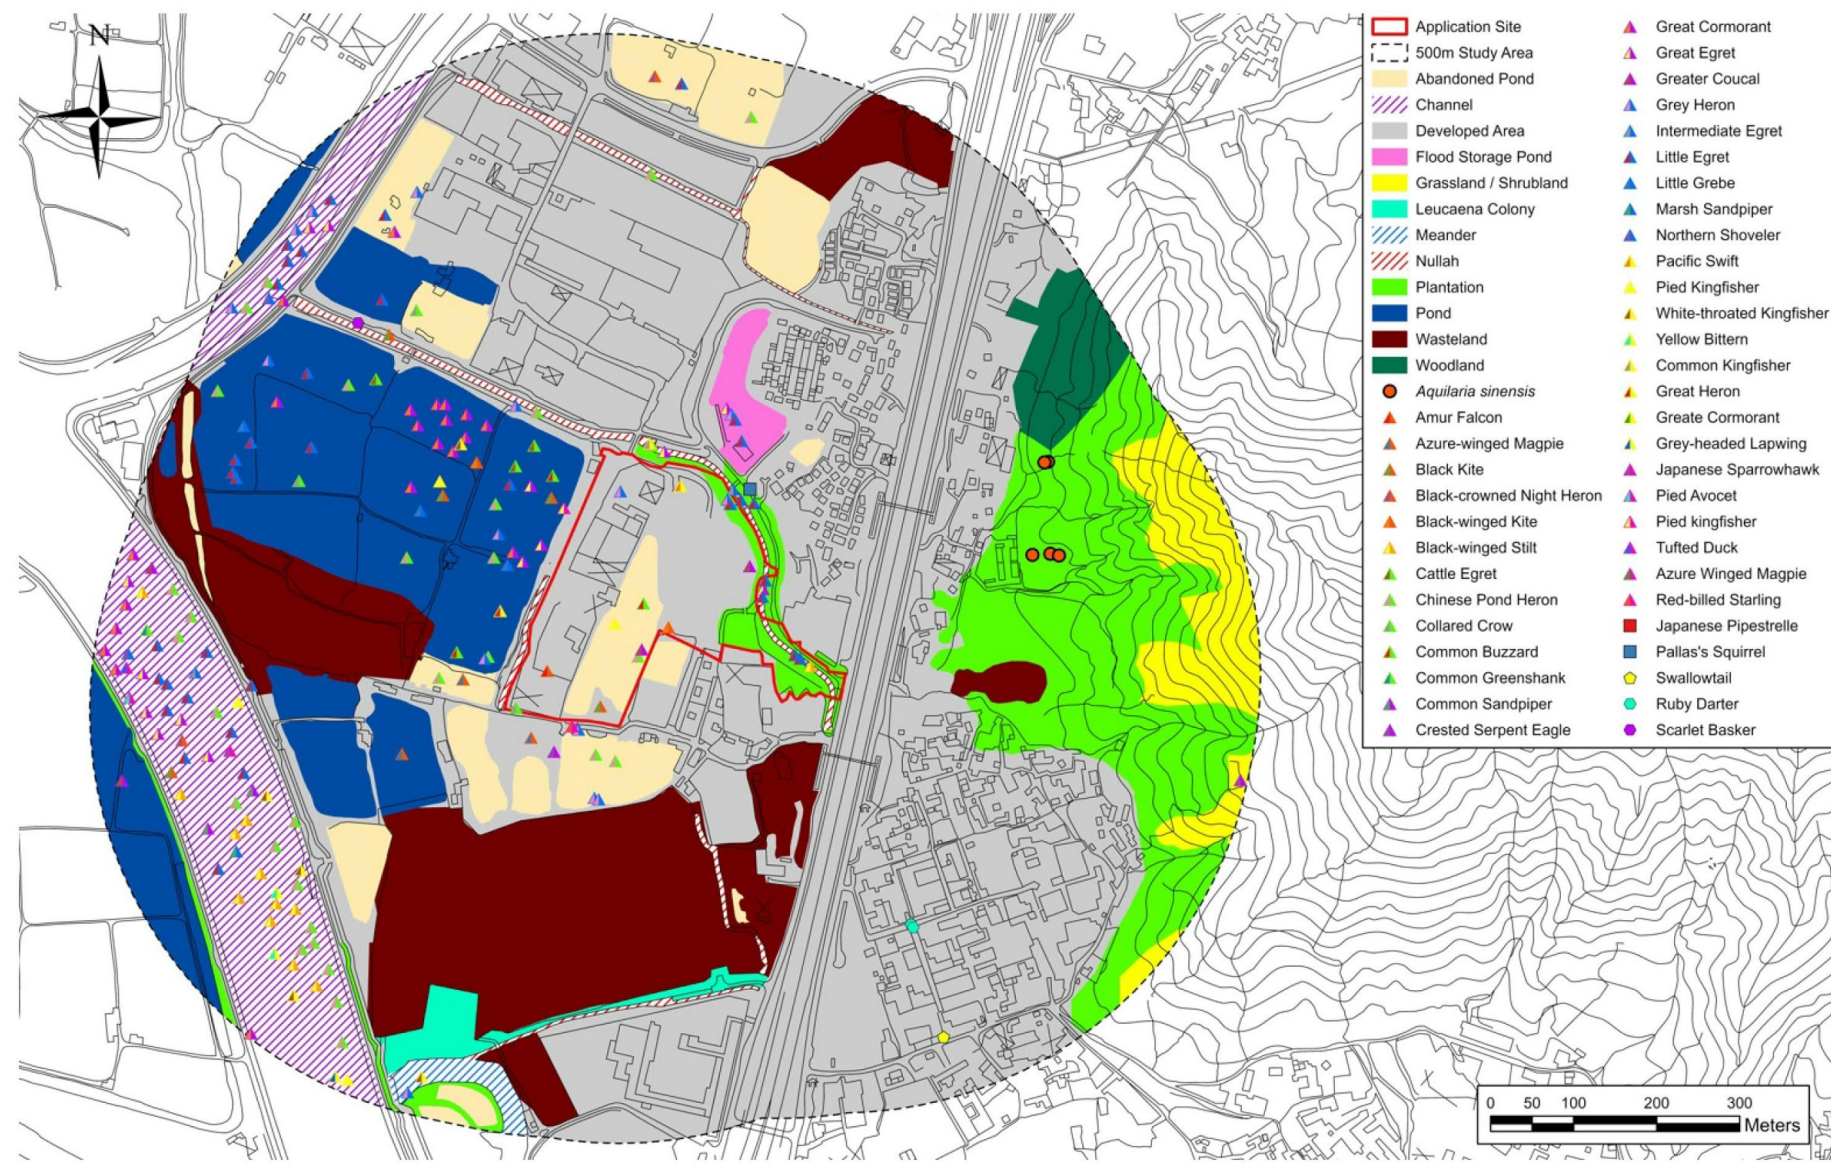 N
Application Site
500m Study Area
Abandoned Pond
Channel
Developed Area
Flood Storage Pond
Grassland / Shrubland
Leucaena Colony
Meander
Nullah
Plantation
Pond
Wasteland
Woodland
Aquilaria sinensis
Amur Falcon
Azure-winged Magpie
Black Kite
Black-crowned Night Heron
Black-winged Kite
Black-winged Stilt
Cattle Egret
Chinese Pond Heron
Collared Crow
Common Buzzard
Common Greenshank
Common Sandpiper
Crested Serpent Eagle
Great Cormorant
Great Egret
Greater Coucal
Grey Heron
Intermediate Egret
Little Egret
Little Grebe
Marsh Sandpiper
Northern Shoveler
Pacific Swift
Pied Kingfisher
White-throated Kingfisher
Yellow Bittern
Common Kingfisher
Great Heron
Greate Cormorant
Grey-headed Lapwing
Japanese Sparrowhawk
Pied Avocet
Pied kingfisher
Tufted Duck
Azure Winged Magpie
Red-billed Starling
Japanese Pipestrelle
Pallas's Squirrel
Swallowtail
Ruby Darter
Scarlet Basker
0 50 100 200 300
Meters